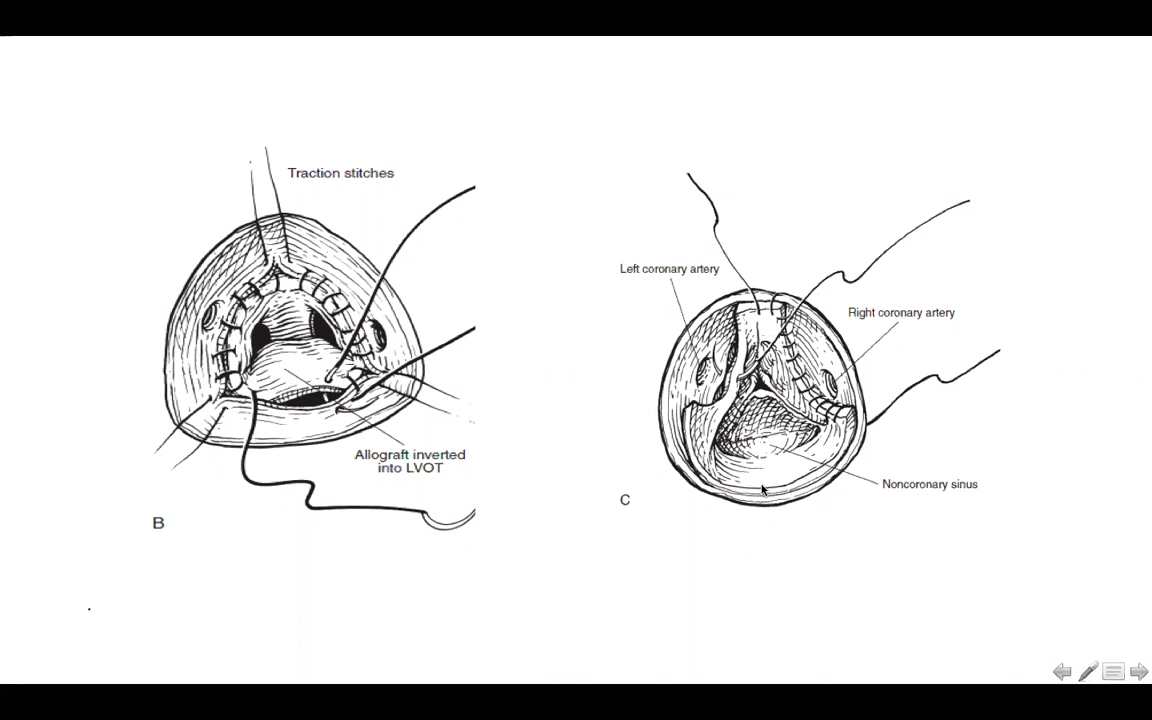 Traction stitches
Allograft inverted
into LVOT
B
Left coronary artery
Right coronary artery
Noncoronary sinus
C